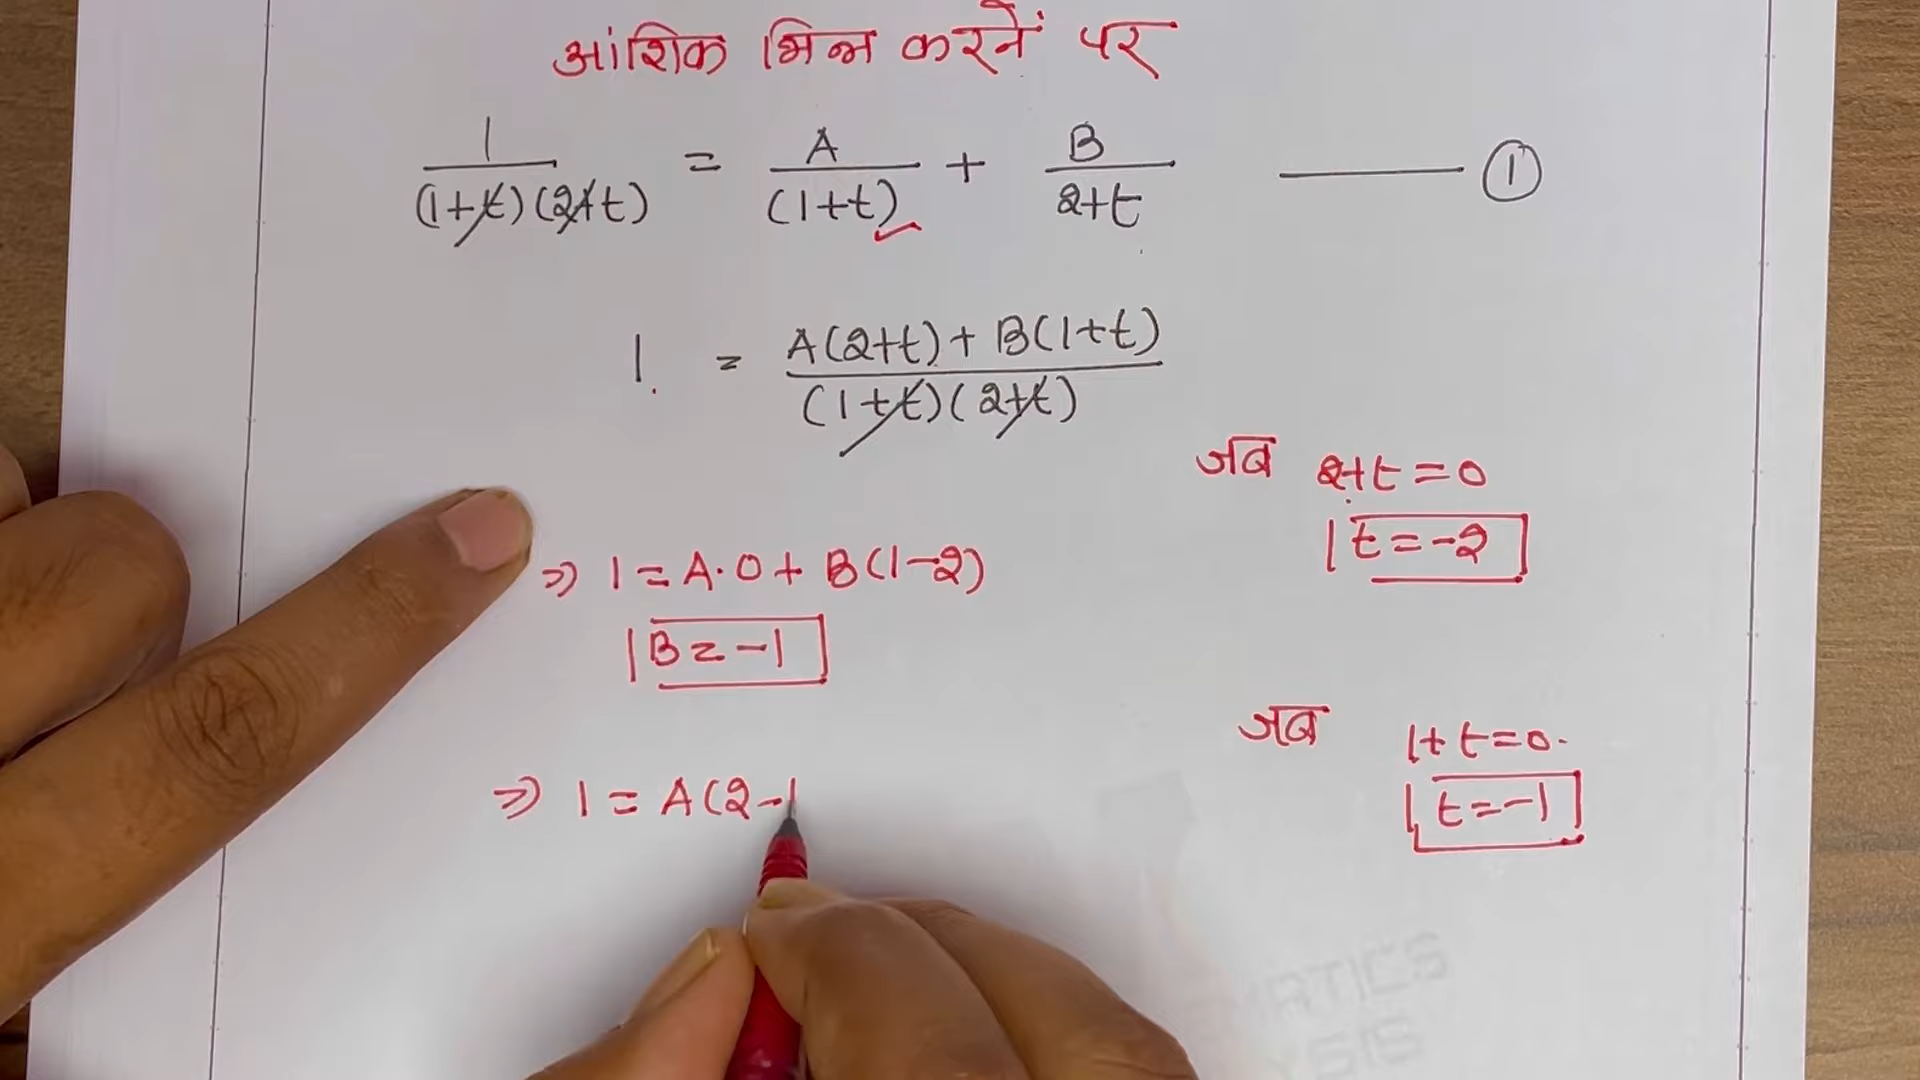 आंशिक भिन्न करनें पर
1/((1+t)(2+t)) = A/(1+t) + B/(2+t) ——— ①
1 = (A(2+t) + B(1+t))/((1+t)(2+t))
जब 2+t=0
t=-2
⇒ 1 = A·0 + B(1-2)
B = -1
जब 1+t=0
t=-1
⇒ 1 = A(2-1